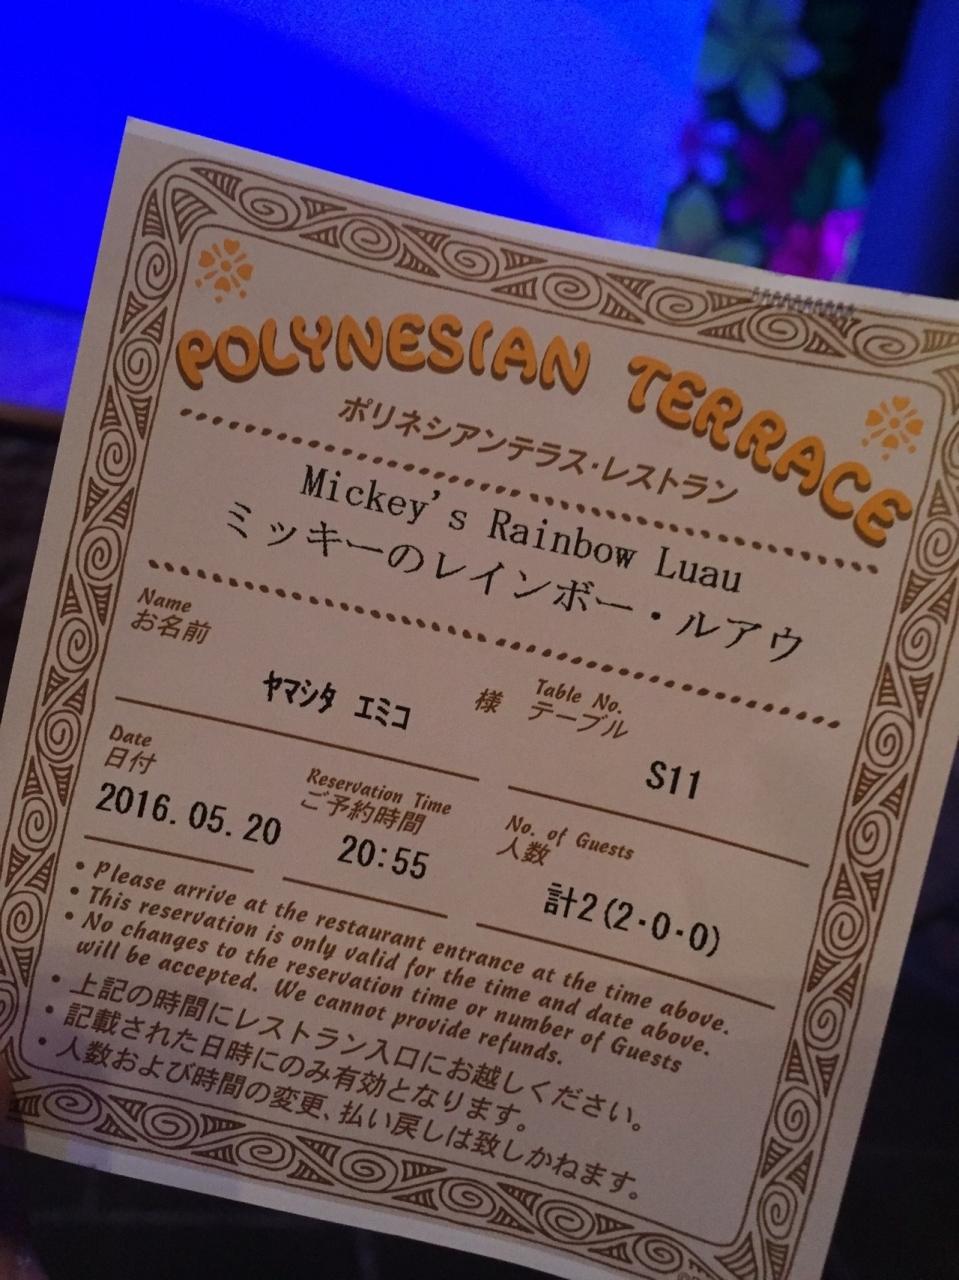 POLYNESIAN TERRACE
ポリネシアンテラス・レストラン
Mickey's Rainbow Luau
ミッキーのレインボー・ルアウ
Name
お名前
ヤマシタ エミコ 様
Table No.
テーブル
S11
Date
日付
2016.05.20
Reservation Time
ご予約時間
20:55
No. of Guests
人数
計2(2-0-0)
• Please arrive at the restaurant entrance at the time above.
• This reservation is only valid for the time and date above.
• No changes to the reservation time or number of Guests
will be accepted. We cannot provide refunds.
• 上記の時間にレストラン入口にお越しください。
• 記載された日時にのみ有効となります。
• 人数および時間の変更、払い戻しは致しかねます。